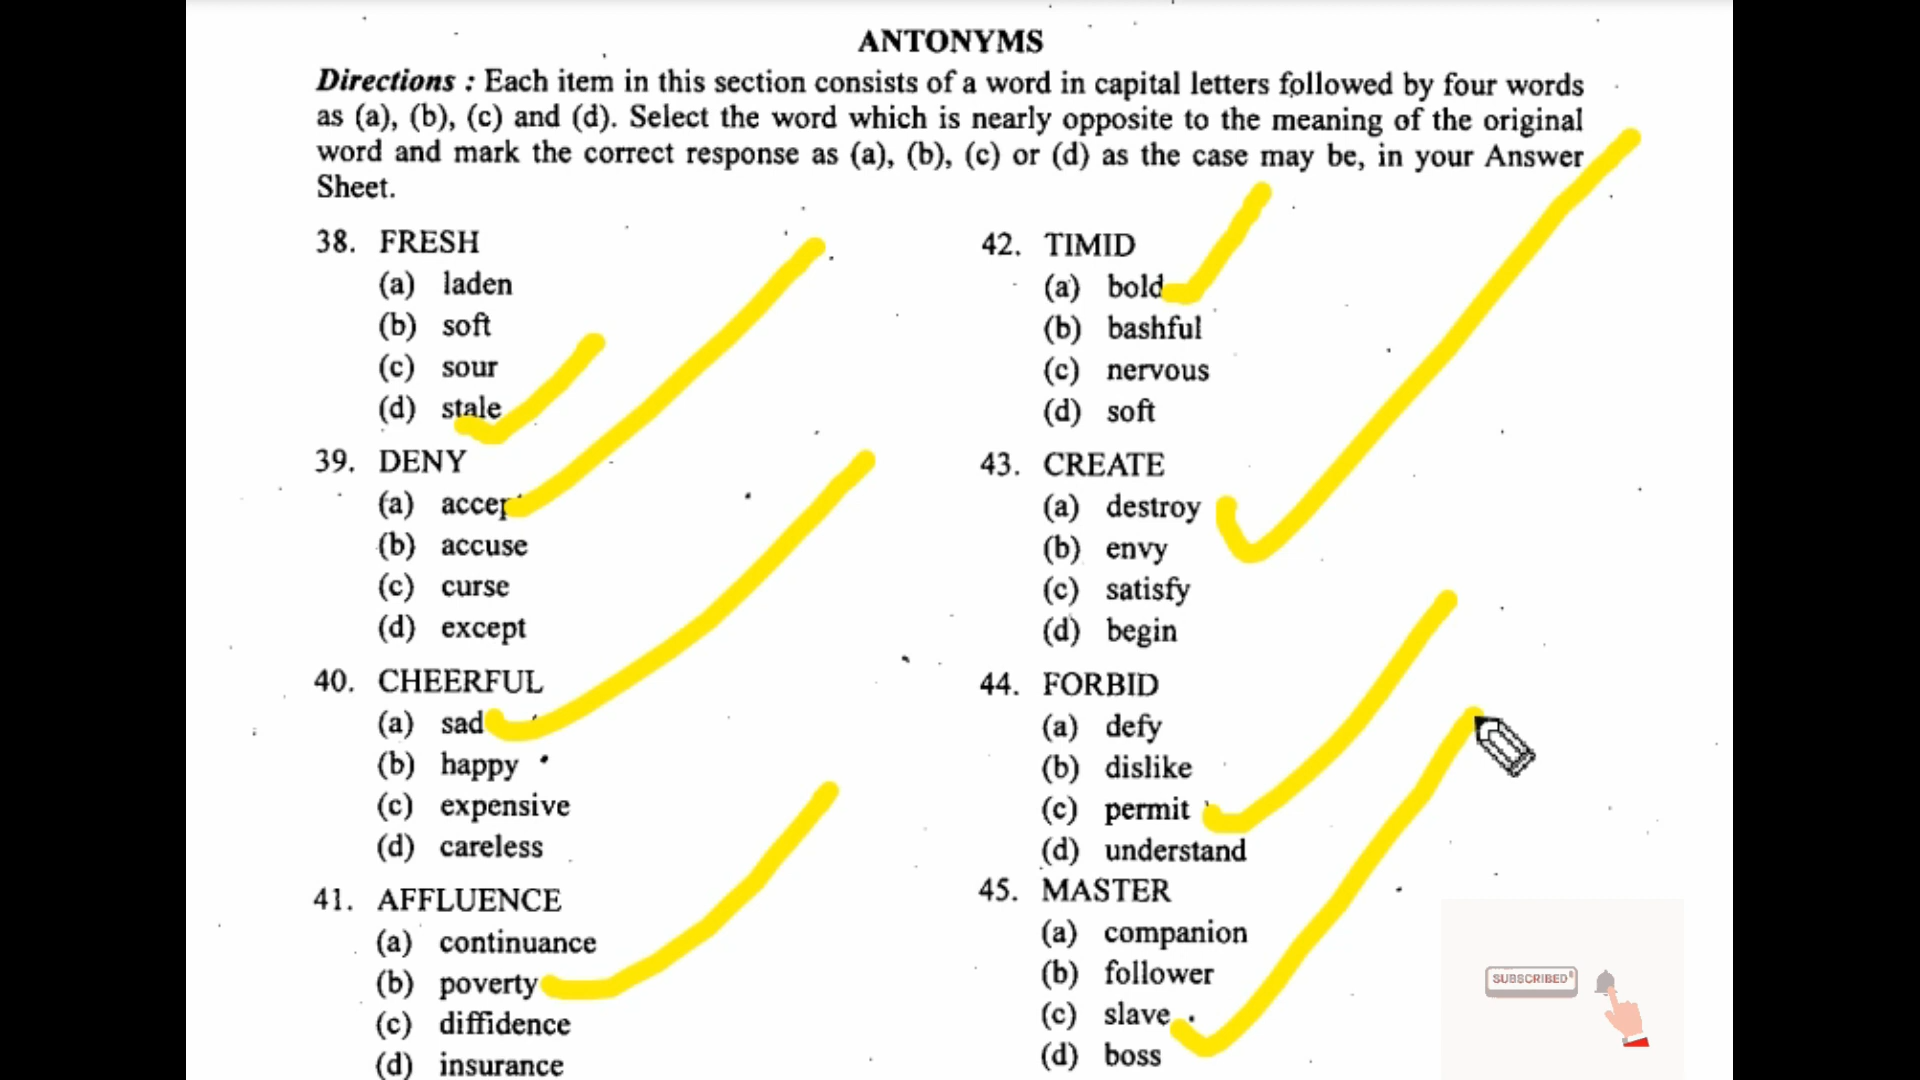 ANTONYMS
Directions : Each item in this section consists of a word in capital letters followed by four words
as (a), (b), (c) and (d). Select the word which is nearly opposite to the meaning of the original
word and mark the correct response as (a), (b), (c) or (d) as the case may be, in your Answer
Sheet.
38. FRESH
(a) laden
(b) soft
(c) sour
(d) stale
39. DENY
(a) accept
(b) accuse
(c) curse
(d) except
40. CHEERFUL
(a) sad
(b) happy
(c) expensive
(d) careless
41. AFFLUENCE
(a) continuance
(b) poverty
(c) diffidence
(d) insurance
42. TIMID
(a) bold
(b) bashful
(c) nervous
(d) soft
43. CREATE
(a) destroy
(b) envy
(c) satisfy
(d) begin
44. FORBID
(a) defy
(b) dislike
(c) permit
(d) understand
45. MASTER
(a) companion
(b) follower
(c) slave
(d) boss
SUBSCRIBED